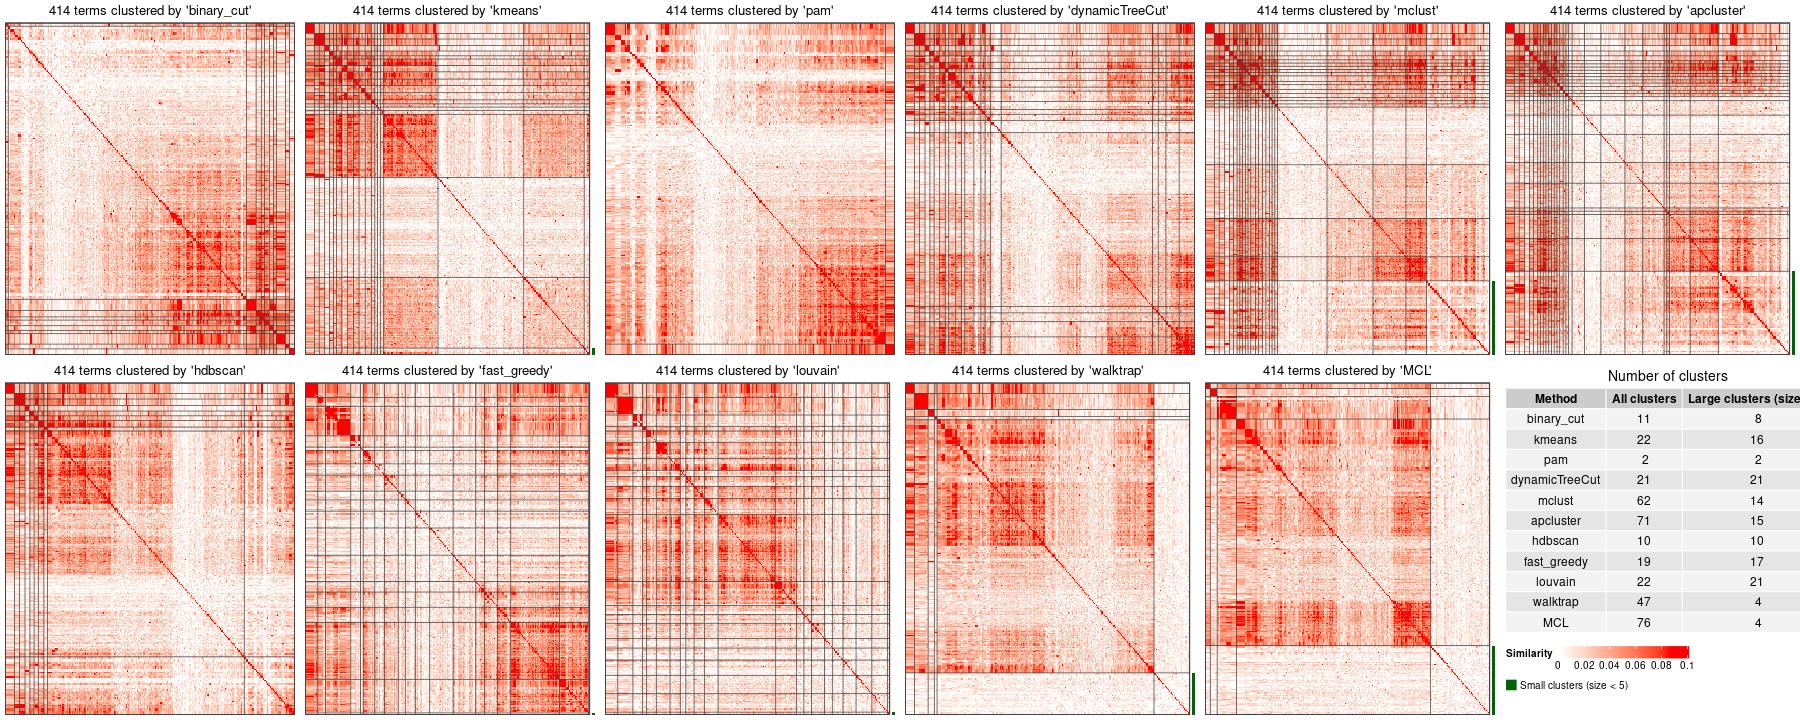 414 terms clustered by 'binary_cut'
414 terms clustered by 'kmeans'
414 terms clustered by 'pam'
414 terms clustered by 'dynamicTreeCut'
414 terms clustered by 'mclust'
414 terms clustered by 'apcluster'
414 terms clustered by 'hdbscan'
414 terms clustered by 'fast_greedy'
414 terms clustered by 'louvain'
414 terms clustered by 'walktrap'
414 terms clustered by 'MCL'
Number of clusters
Method All clusters Large clusters (size
binary_cut 11 8
kmeans 22 16
pam 2 2
dynamicTreeCut 21 21
mclust 62 14
apcluster 71 15
hdbscan 10 10
fast_greedy 19 17
louvain 22 21
walktrap 47 4
MCL 76 4
Similarity
0 0.02 0.04 0.06 0.08 0.1
Small clusters (size < 5)